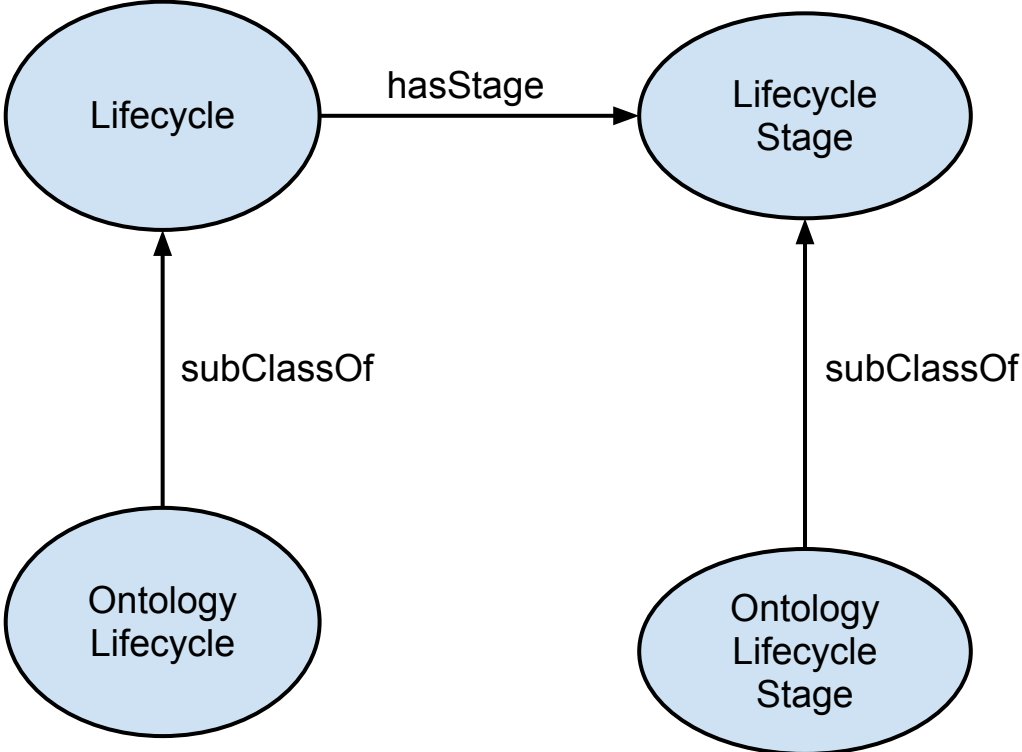 Lifecycle
hasStage
Lifecycle
Stage
subClassOf
subClassOf
Ontology
Lifecycle
Ontology
Lifecycle
Stage